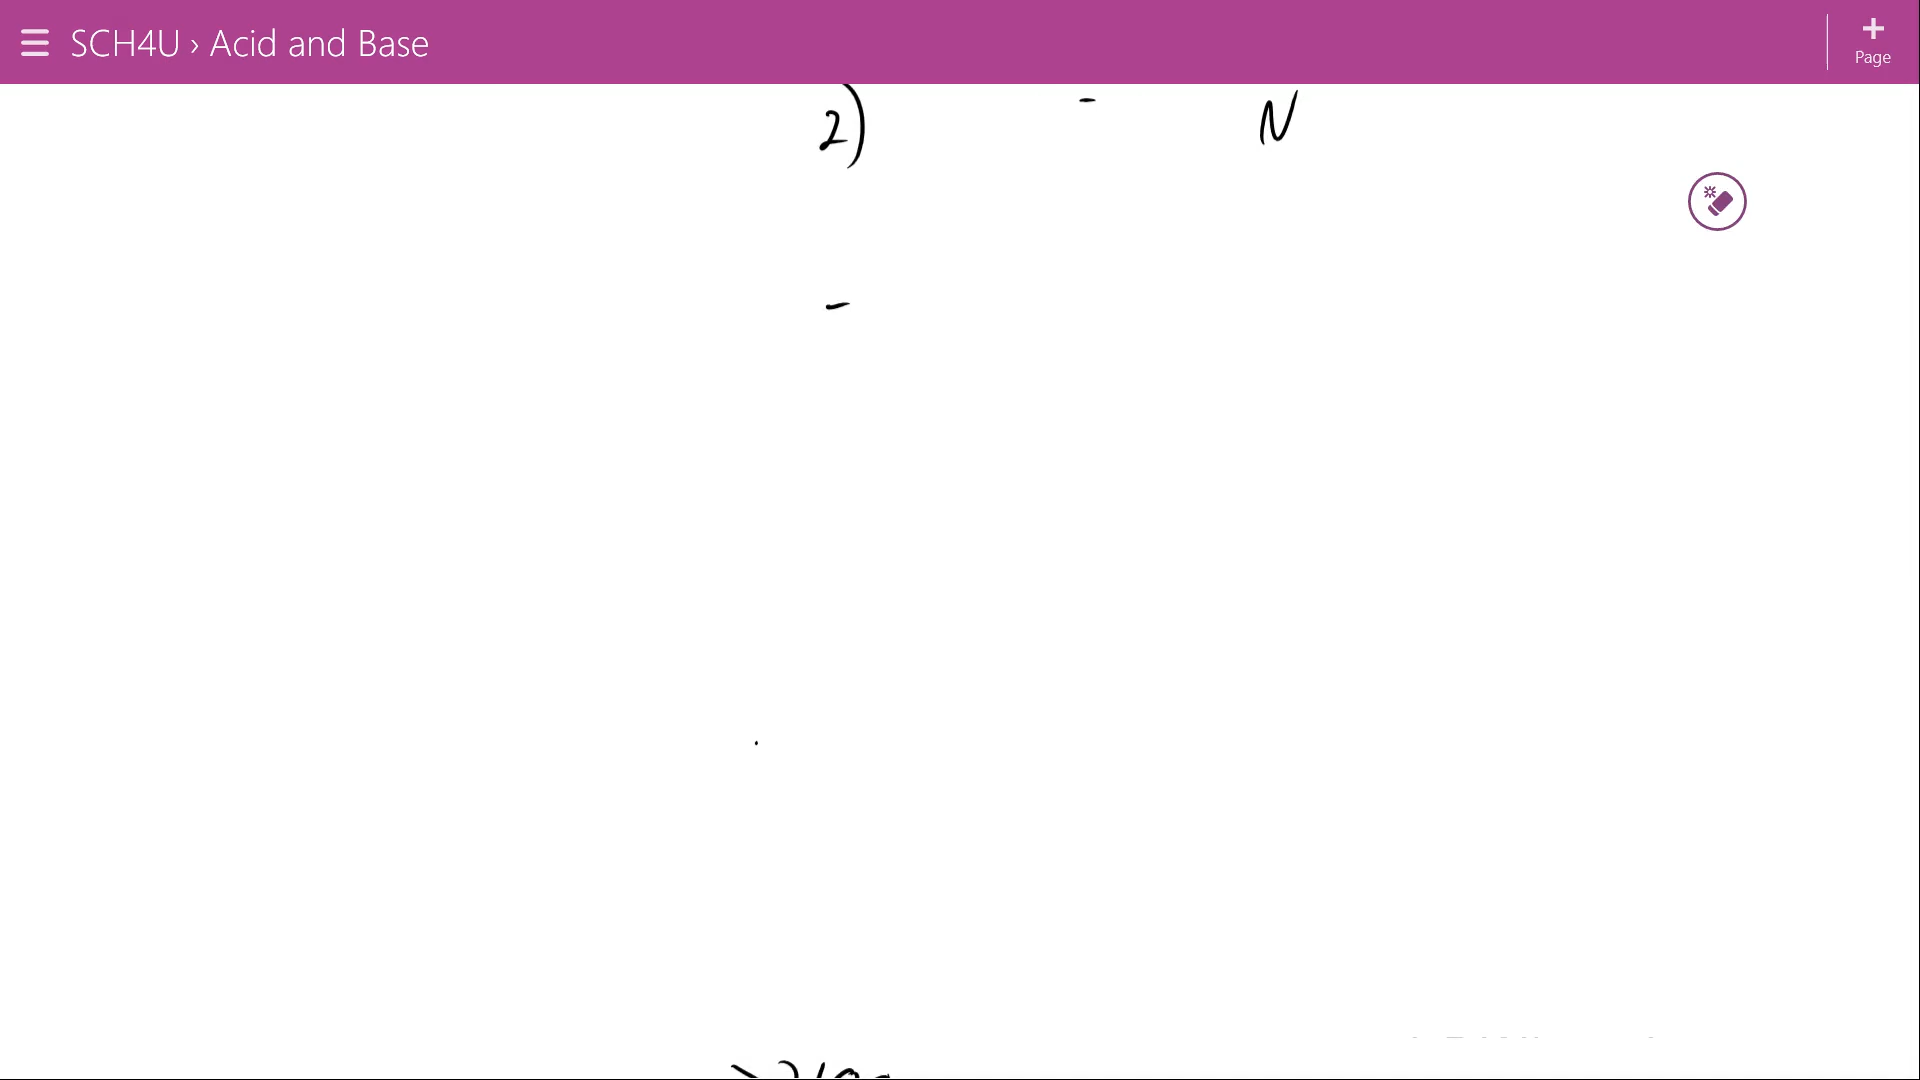 SCH4U › Acid and Base
Page
2) - N
-